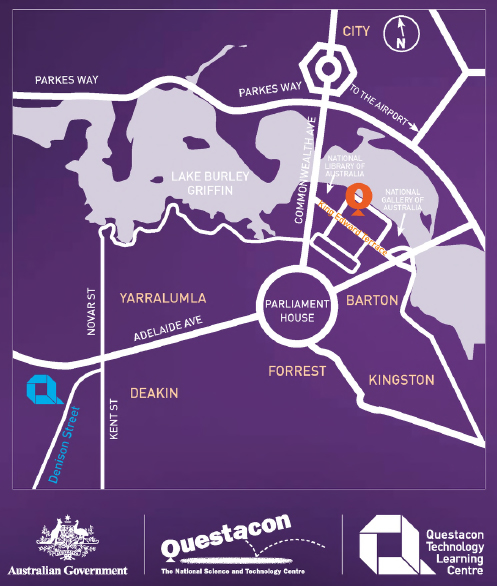 CITY
N
PARKES WAY
PARKES WAY
TO THE AIRPORT
COMMONWEALTH AVE
NATIONAL
LIBRARY OF
AUSTRALIA
LAKE BURLEY
GRIFFIN
NATIONAL
GALLERY OF
AUSTRALIA
King Edward Terrace
NOVAR ST
YARRALUMLA
PARLIAMENT
HOUSE
BARTON
ADELAIDE AVE
FORREST
KINGSTON
DEAKIN
KENT ST
Denison Street
Australian Government
Questacon
The National Science and Technology Centre
Questacon
Technology
Learning
Centre